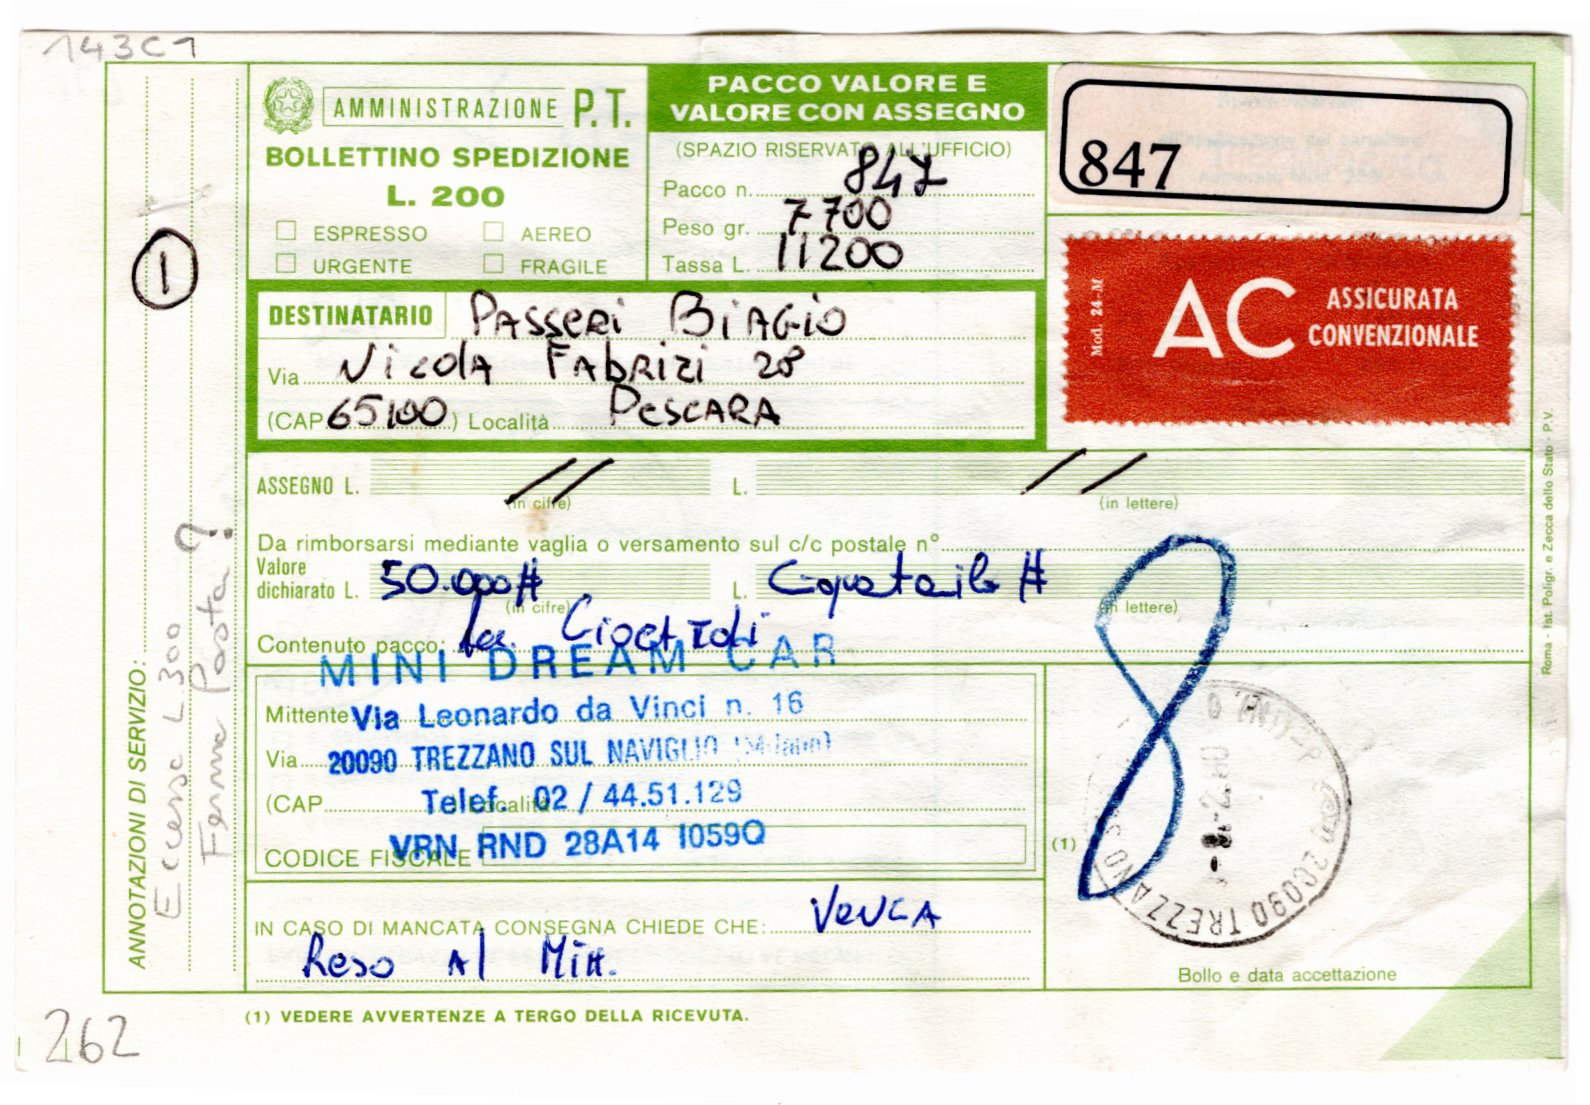 143C1
AMMINISTRAZIONE P.T.
BOLLETTINO SPEDIZIONE
L. 200
ESPRESSO AEREO
URGENTE FRAGILE
PACCO VALORE E
VALORE CON ASSEGNO
(SPAZIO RISERVATO ALL'UFFICIO)
Pacco n. 847
Peso gr. 7700
Tassa L. 11200
847
Mod. 24-M
AC ASSICURATA
CONVENZIONALE
1
DESTINATARIO Passeri Biagio
Via Nicola Fabrizi 28
(CAP 65100) Località Pescara
ASSEGNO L. // L. //
(in cifre) (in lettere)
Da rimborsarsi mediante vaglia o versamento sul c/c postale n°
Valore
dichiarato L. 50.000# L.
(in cifre) (in lettere)
Contenuto pacco:
MINI DREAM CAR
Mittente Via Leonardo da Vinci n. 16
Via 20090 TREZZANO SUL NAVIGLIO (Milano)
(CAP Località Telef. 02 / 44.51.129
CODICE FISCALE VRN RND 28A14 I059Q
IN CASO DI MANCATA CONSEGNA CHIEDE CHE: Venga
Reso al Mitt.
8
(1)
20090 TREZZANO
Bollo e data accettazione
ANNOTAZIONI DI SERVIZIO:
L 300
Fermo Posta ?
Roma - Ist. Poligr. e Zecca dello Stato - P.V.
(1) VEDERE AVVERTENZE A TERGO DELLA RICEVUTA.
262